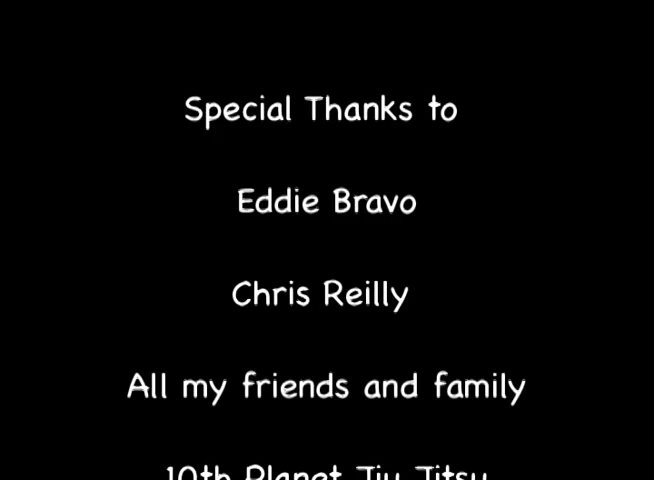 Special Thanks to
Eddie Bravo
Chris Reilly
All my friends and family
10th Planet Jiu Jitsu